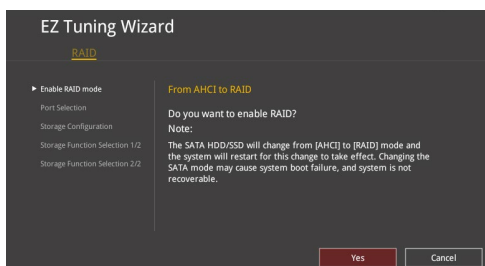 EZ Tuning Wizard
RAID
Enable RAID mode
Port Selection
Storage Configuration
Storage Function Selection 1/2
Storage Function Selection 2/2
From AHCI to RAID
Do you want to enable RAID?
Note:
The SATA HDD/SSD will change from [AHCI] to [RAID] mode and
the system will restart for this change to take effect. Changing the
SATA mode may cause system boot failure, and system is not
recoverable.
Yes
Cancel